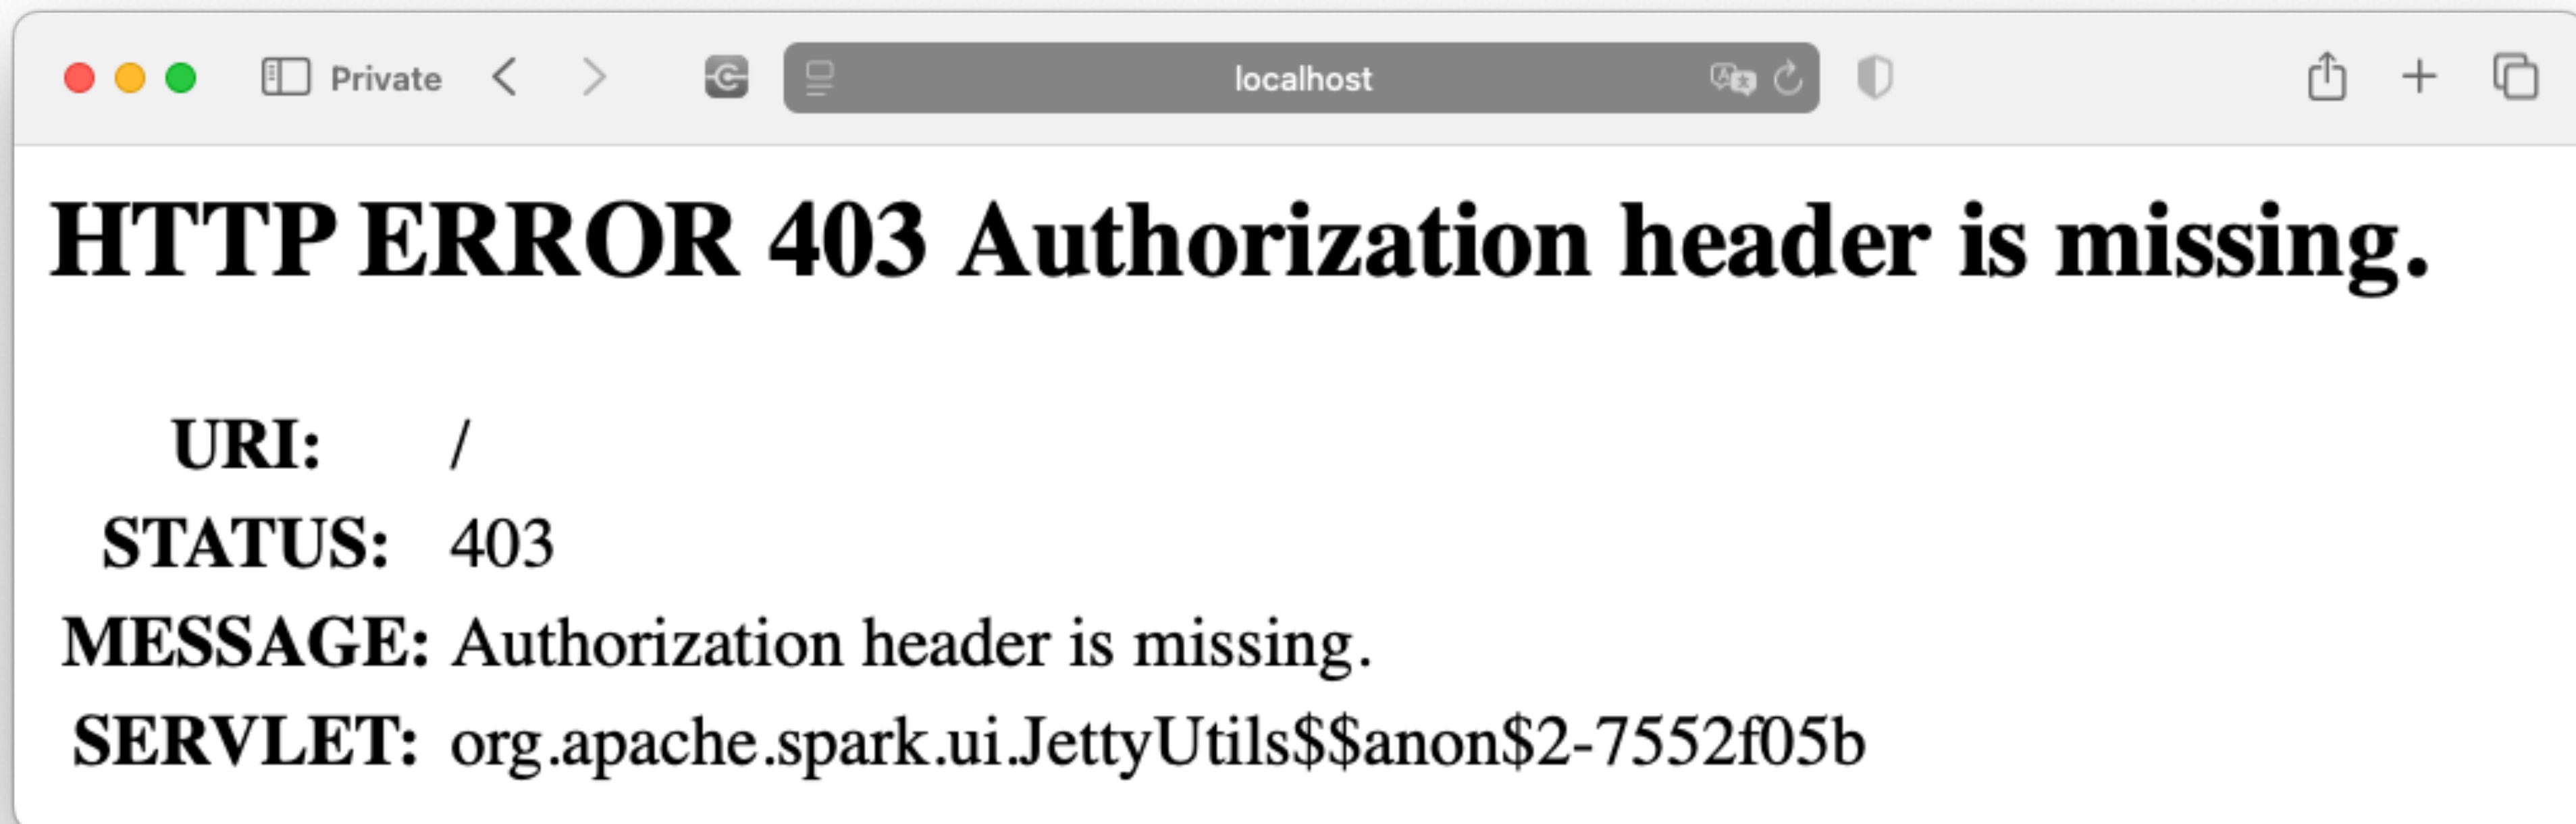 Private
localhost
HTTP ERROR 403 Authorization header is missing.
URI: /
STATUS: 403
MESSAGE: Authorization header is missing.
SERVLET: org.apache.spark.ui.JettyUtils$$anon$2-7552f05b